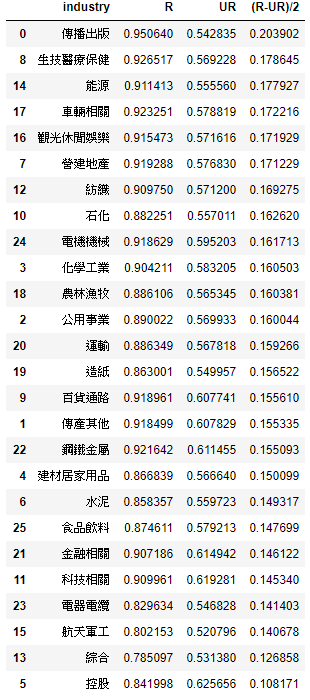 industry R UR (R-UR)/2
0 傳播出版 0.950640 0.542835 0.203902
8 生技醫療保健 0.926517 0.569228 0.178645
14 能源 0.911413 0.555560 0.177927
17 車輛相關 0.923251 0.578819 0.172216
16 觀光休閒娛樂 0.915473 0.571616 0.171929
7 營建地產 0.919288 0.576830 0.171229
12 紡織 0.909750 0.571200 0.169275
10 石化 0.882251 0.557011 0.162620
24 電機機械 0.918629 0.595203 0.161713
3 化學工業 0.904211 0.583205 0.160503
18 農林漁牧 0.886106 0.565345 0.160381
2 公用事業 0.890022 0.569933 0.160044
20 運輸 0.886349 0.567818 0.159266
19 造紙 0.863001 0.549957 0.156522
9 百貨通路 0.918961 0.607741 0.155610
1 傳產其他 0.918499 0.607829 0.155335
22 鋼鐵金屬 0.921642 0.611455 0.155093
4 建材居家用品 0.866839 0.566640 0.150099
6 水泥 0.858357 0.559723 0.149317
25 食品飲料 0.874611 0.579213 0.147699
21 金融相關 0.907186 0.614942 0.146122
11 科技相關 0.909961 0.619281 0.145340
23 電器電纜 0.829634 0.546828 0.141403
15 航天軍工 0.802153 0.520796 0.140678
13 綜合 0.785097 0.531380 0.126858
5 控股 0.841998 0.625656 0.108171